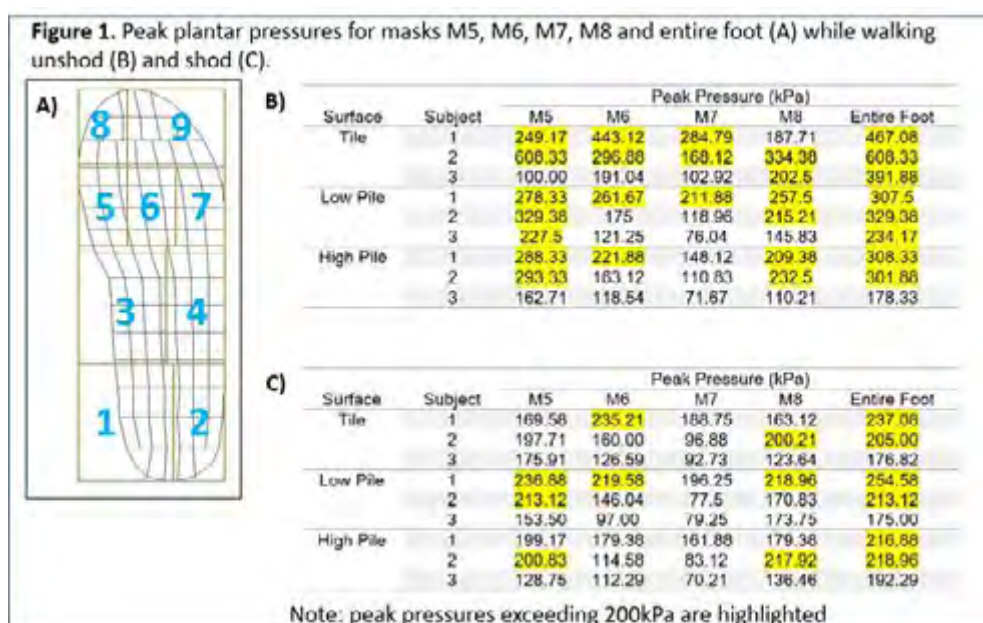 Figure 1. Peak plantar pressures for masks M5, M6, M7, M8 and entire foot (A) while walking
unshod (B) and shod (C).
A)
8 9
5 6 7
3 4
1 2
B)
Peak Pressure (kPa)
Surface Subject M5 M6 M7 M8 Entire Foot
Tile 1 249.17 443.12 284.79 187.71 467.08
2 608.33 296.88 168.12 334.38 608.33
3 100.00 191.04 102.92 202.5 391.88
Low Pile 1 278.33 261.67 211.88 257.5 307.5
2 329.38 175 118.96 215.21 329.38
3 227.5 121.25 76.04 145.83 234.17
High Pile 1 288.33 221.88 148.12 209.38 308.33
2 293.33 163.12 110.83 232.5 301.88
3 162.71 118.54 71.67 110.21 178.33
C)
Peak Pressure (kPa)
Surface Subject M5 M6 M7 M8 Entire Foot
Tile 1 169.58 235.21 188.75 163.12 237.08
2 197.71 160.00 96.88 200.21 205.00
3 175.91 126.59 92.73 123.64 176.82
Low Pile 1 236.88 219.58 196.25 218.96 254.58
2 213.12 146.04 77.5 170.83 213.12
3 153.50 97.00 79.25 173.75 175.00
High Pile 1 199.17 179.38 161.88 179.38 216.88
2 200.83 114.58 83.12 217.92 218.96
3 128.75 112.29 70.21 136.46 192.29
Note: peak pressures exceeding 200kPa are highlighted